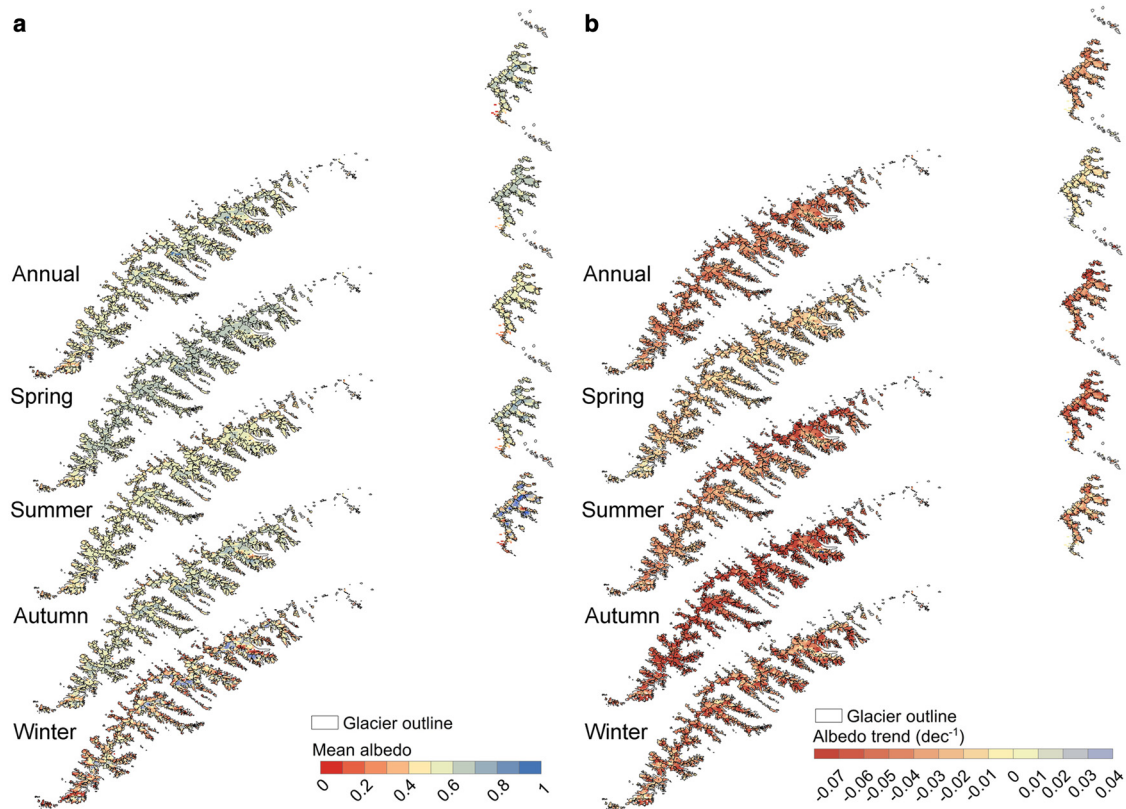 a
b
Annual
Spring
Summer
Autumn
Winter
Glacier outline
Mean albedo
0 0.2 0.4 0.6 0.8 1
Annual
Spring
Summer
Autumn
Winter
Glacier outline
Albedo trend (dec⁻¹)
-0.07 -0.06 -0.05 -0.04 -0.03 -0.02 -0.01 0 0.01 0.02 0.03 0.04